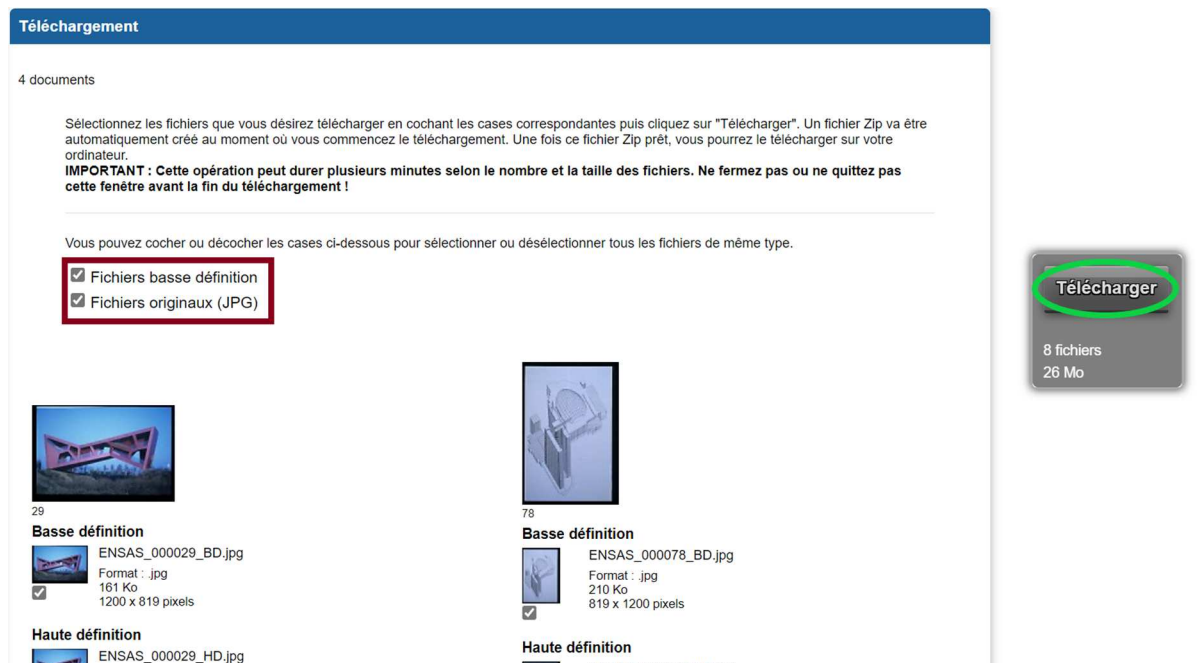 Téléchargement
4 documents
Sélectionnez les fichiers que vous désirez télécharger en cochant les cases correspondantes puis cliquez sur "Télécharger". Un fichier Zip va être
automatiquement créé au moment où vous commencez le téléchargement. Une fois ce fichier Zip prêt, vous pourrez le télécharger sur votre
ordinateur.
IMPORTANT : Cette opération peut durer plusieurs minutes selon le nombre et la taille des fichiers. Ne fermez pas ou ne quittez pas
cette fenêtre avant la fin du téléchargement !
Vous pouvez cocher ou décocher les cases ci-dessous pour sélectionner ou désélectionner tous les fichiers de même type.
Fichiers basse définition
Fichiers originaux (JPG)
Télécharger
8 fichiers
26 Mo
29
Basse définition
ENSAS_000029_BD.jpg
Format : .jpg
161 Ko
1200 x 819 pixels
Haute définition
ENSAS_000029_HD.jpg
78
Basse définition
ENSAS_000078_BD.jpg
Format : .jpg
210 Ko
819 x 1200 pixels
Haute définition